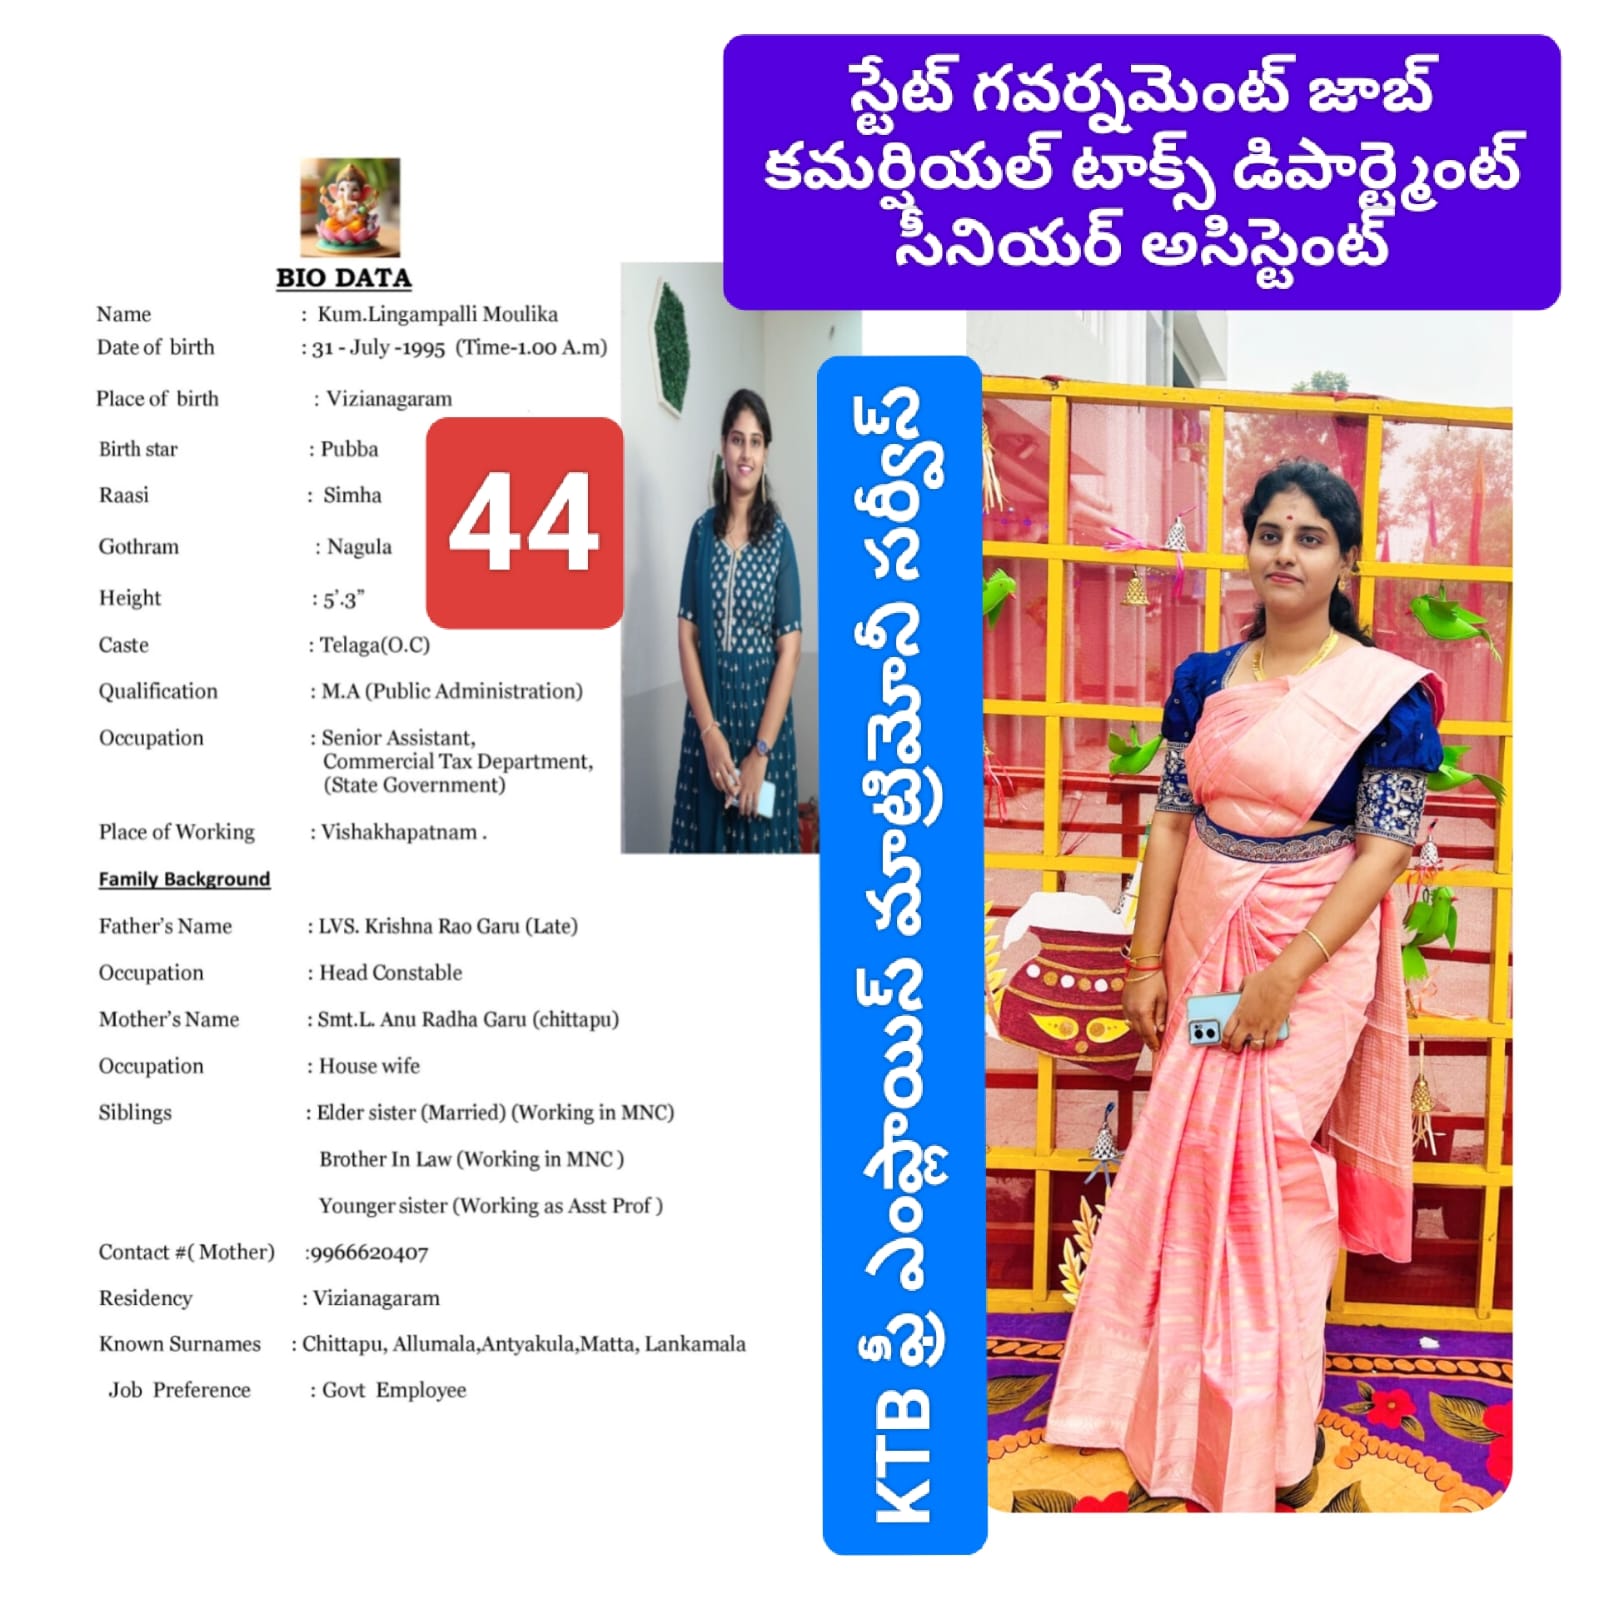 స్టేట్ గవర్నమెంట్ జాబ్
కమర్షియల్ టాక్స్ డిపార్ట్మెంట్
సీనియర్ అసిస్టెంట్
BIO DATA
Name : Kum.Lingampalli Moulika
Date of birth : 31 - July -1995 (Time-1.00 A.m)
Place of birth : Vizianagaram
Birth star : Pubba
Raasi : Simha
Gothram : Nagula
44
Height : 5'.3”
Caste : Telaga(O.C)
Qualification : M.A (Public Administration)
Occupation : Senior Assistant,
Commercial Tax Department,
(State Government)
Place of Working : Vishakhapatnam .
Family Background
Father’s Name : LVS. Krishna Rao Garu (Late)
Occupation : Head Constable
Mother’s Name : Smt.L. Anu Radha Garu (chittapu)
Occupation : House wife
Siblings : Elder sister (Married) (Working in MNC)
Brother In Law (Working in MNC )
Younger sister (Working as Asst Prof )
Contact #( Mother) :9966620407
Residency : Vizianagaram
Known Surnames : Chittapu, Allumala,Antyakula,Matta, Lankamala
Job Preference : Govt Employee
KTB ఫ్రీ ఎంప్లాయిస్ మాట్రిమోనీ సర్వీస్